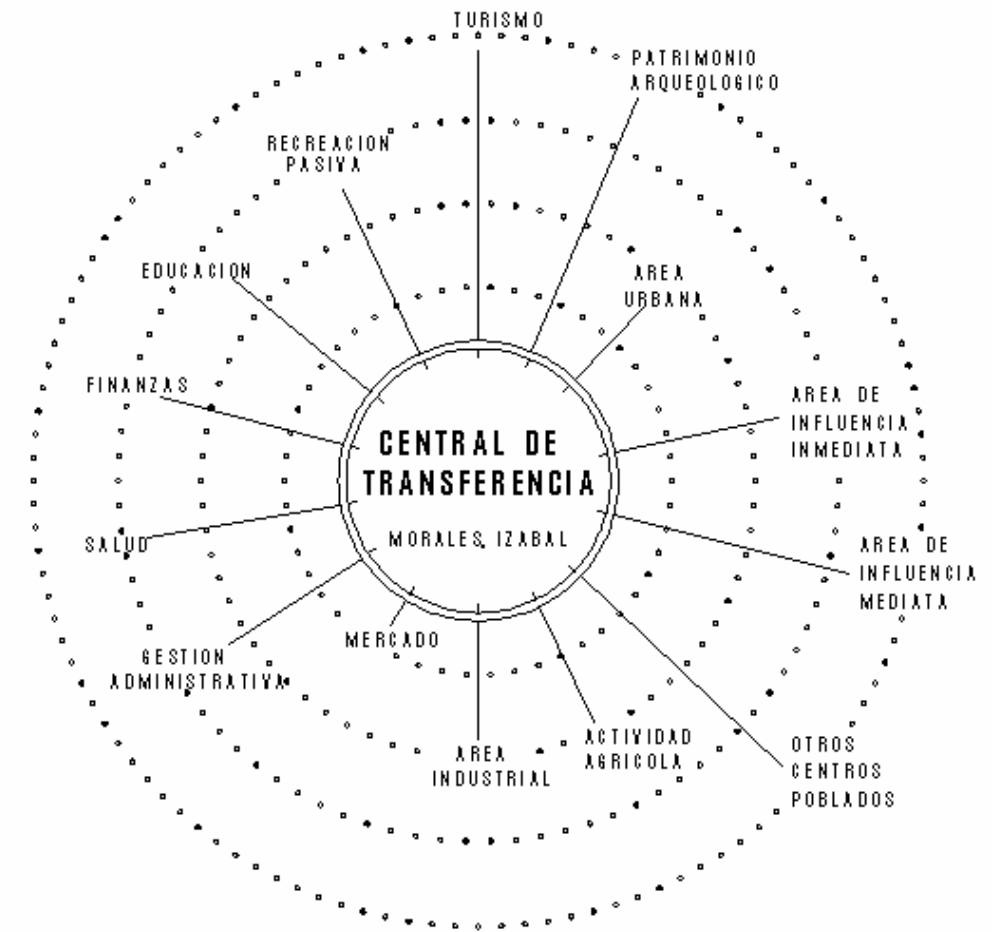 TURISMO
PATRIMONIO
ARQUEOLOGICO
RECREACION
PASIVA
EDUCACION
AREA
URBANA
FINANZAS
AREA DE
INFLUENCIA
INMEDIATA
CENTRAL DE
TRANSFERENCIA
MORALES, IZABAL
SALUD
AREA DE
INFLUENCIA
MEDIATA
MERCADO
GESTION
ADMINISTRATIVA
AREA
INDUSTRIAL
ACTIVIDAD
AGRICOLA
OTROS
CENTROS
POBLADOS